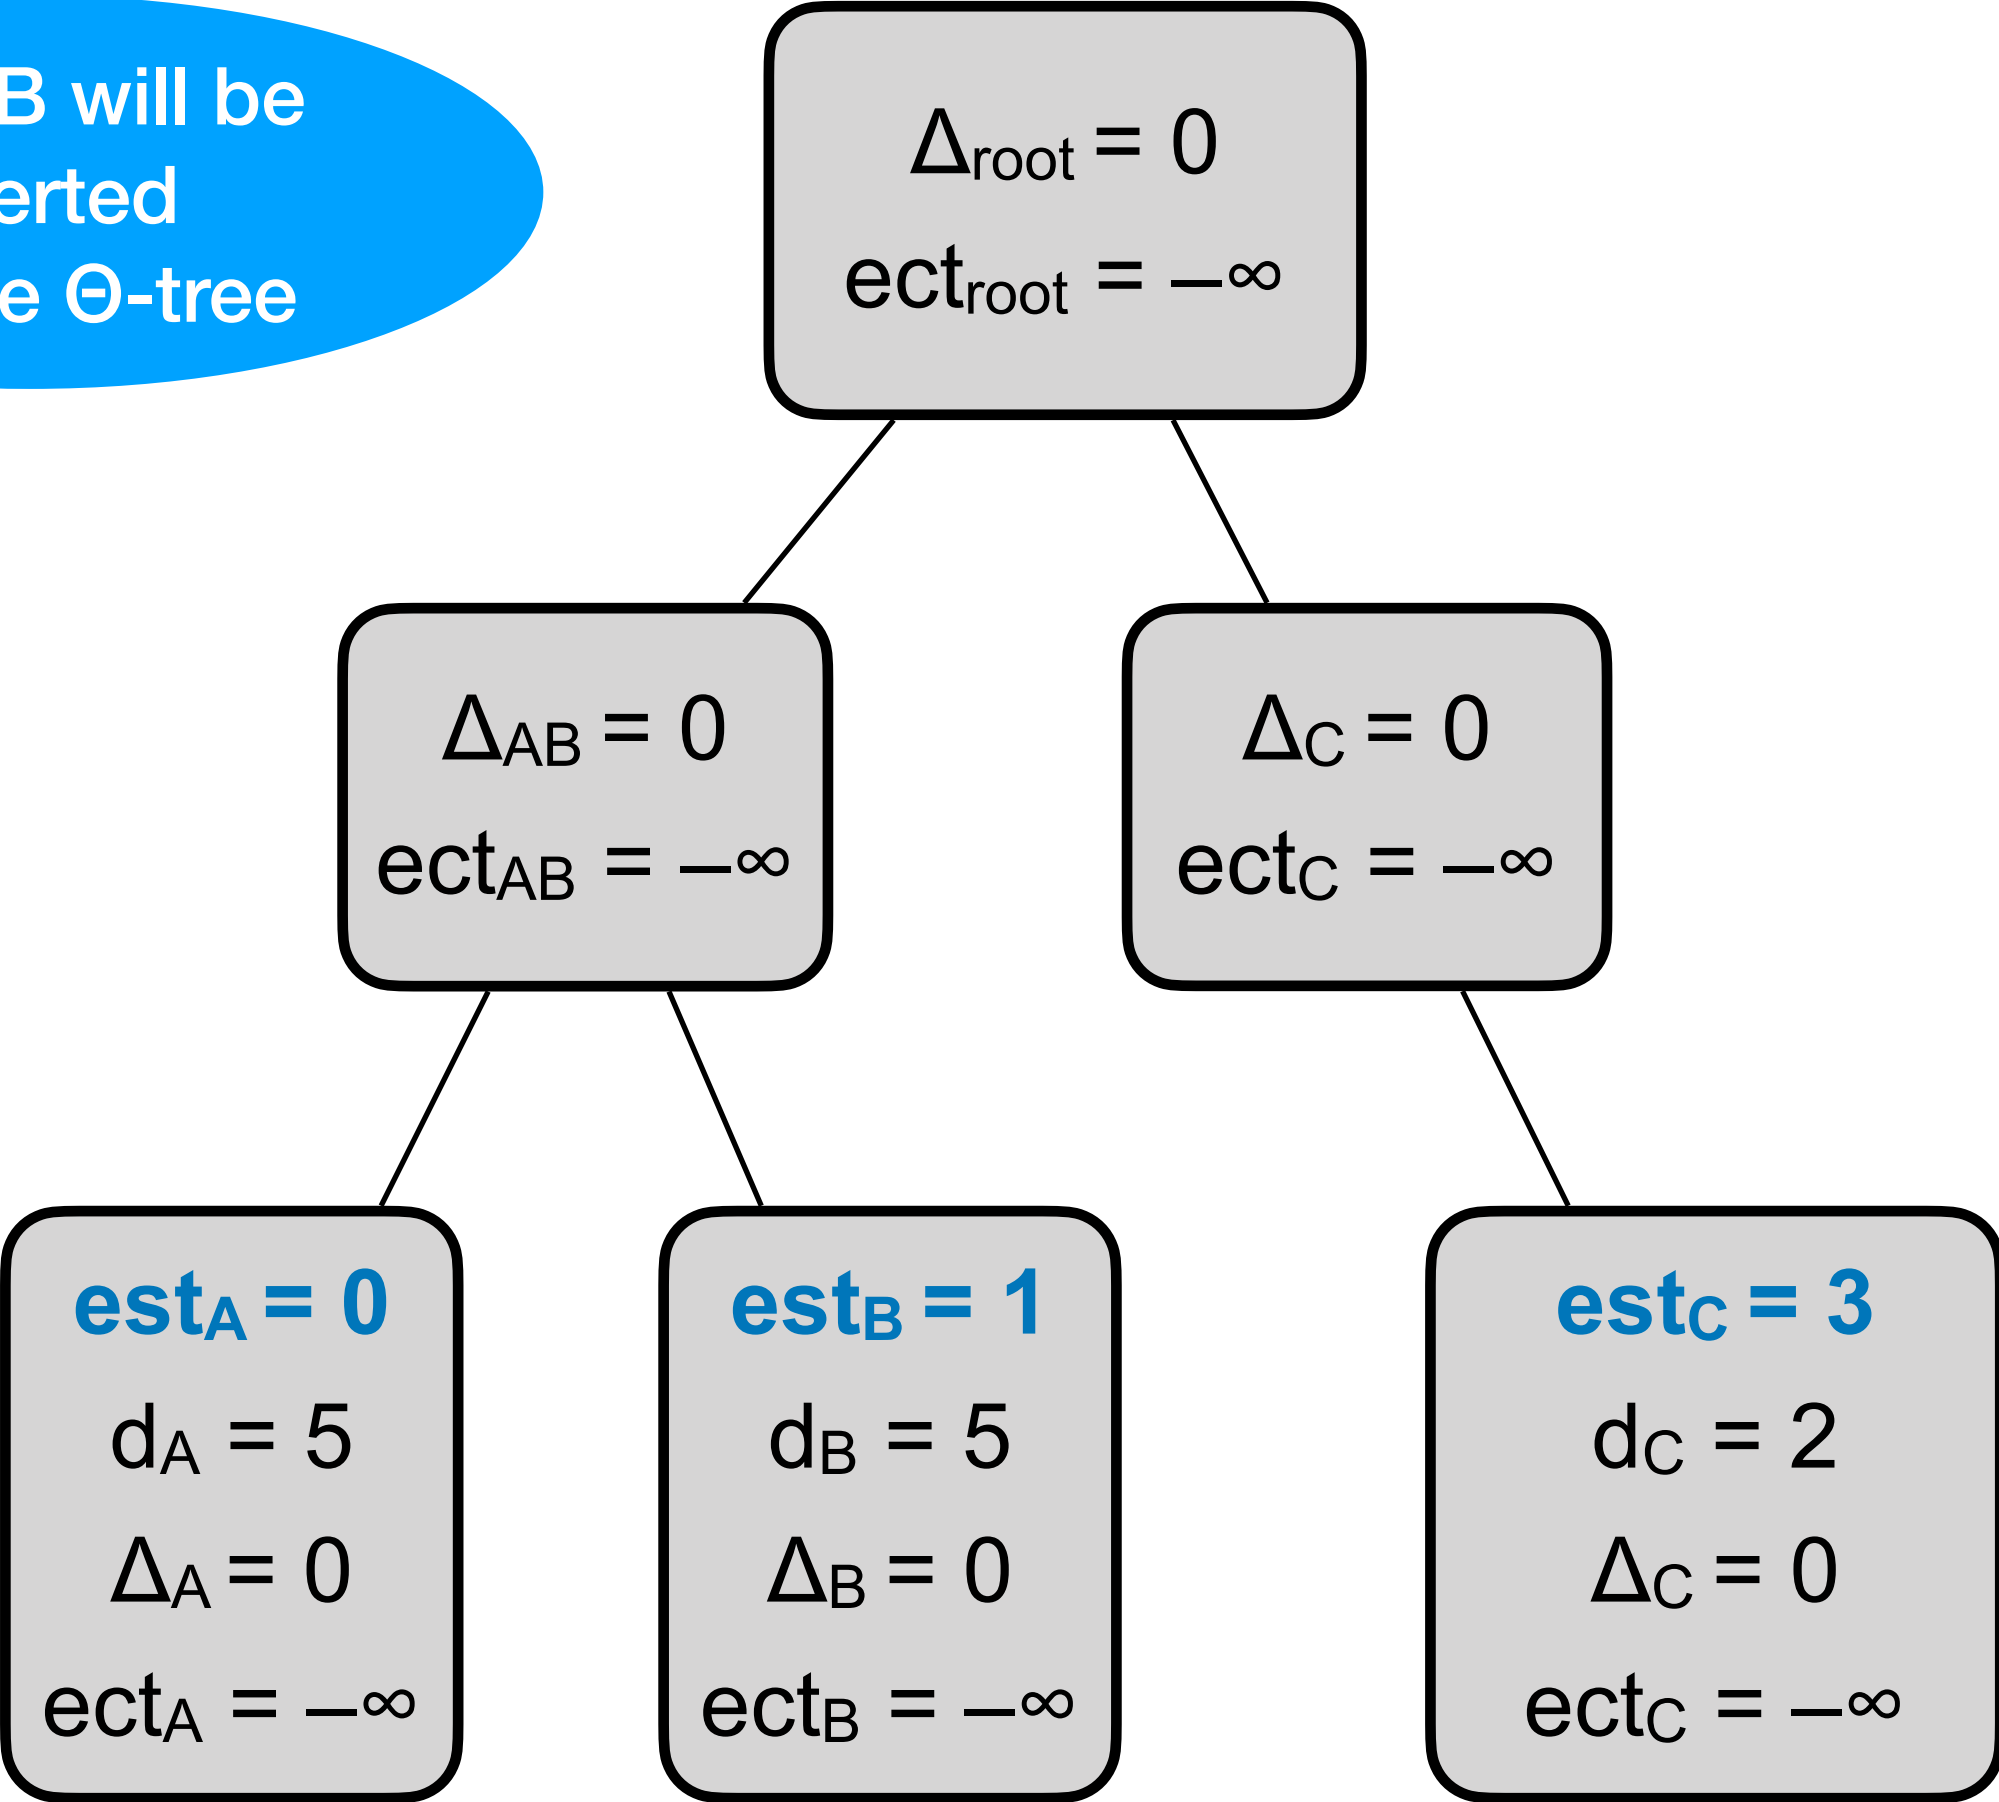 B will be
erted
e Θ-tree
Δroot = 0
ectroot = –∞
ΔAB = 0
ectAB = –∞
ΔC = 0
ectC = –∞
estA = 0
dA = 5
ΔA = 0
ectA = –∞
estB = 1
dB = 5
ΔB = 0
ectB = –∞
estC = 3
dC = 2
ΔC = 0
ectC = –∞